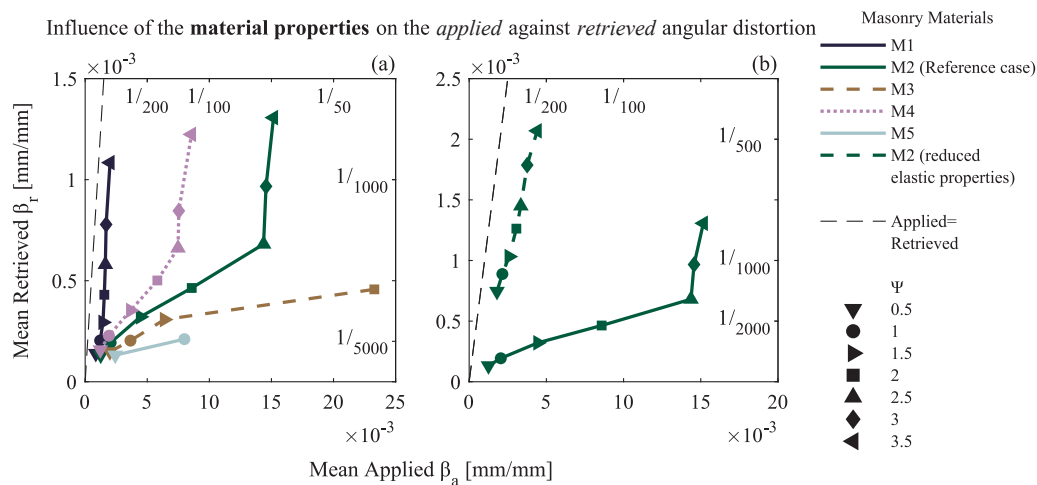 Influence of the material properties on the applied against retrieved angular distortion
×10⁻³ (a)
1.5
1
0.5
0
1/200 1/100 1/50
1/1000
1/5000
0 5 10 15 20 25
×10⁻³
Mean Retrieved βr [mm/mm]
×10⁻³ (b)
2.5
2
1.5
1
0.5
0
1/200 1/100
1/500
1/1000
1/2000
0 5 10 15 20
×10⁻³
Mean Applied βa [mm/mm]
Masonry Materials
M1
M2 (Reference case)
M3
M4
M5
M2 (reduced
elastic properties)
Applied=
Retrieved
Ψ
0.5
1
1.5
2
2.5
3
3.5